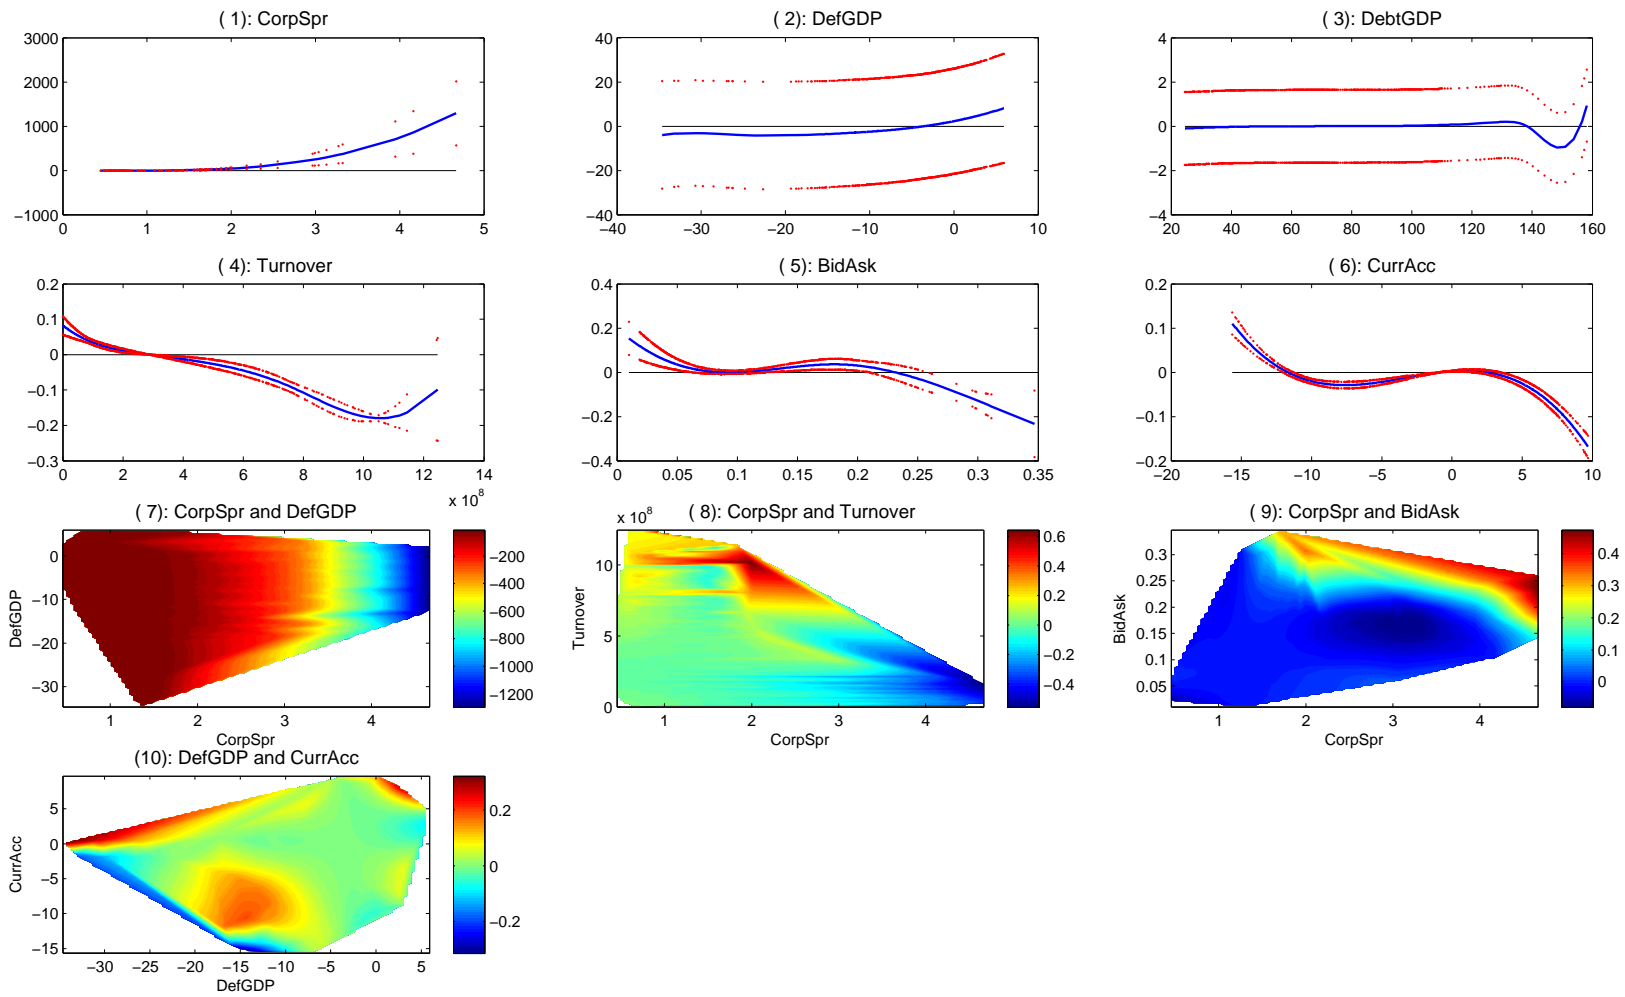 ( 1): CorpSpr
3000
2000
1000
0
−1000
0 1 2 3 4 5
( 2): DefGDP
40
20
0
−20
−40
−40 −30 −20 −10 0 10
( 3): DebtGDP
4
2
0
−2
−4
20 40 60 80 100 120 140 160
( 4): Turnover
0.2
0.1
0
−0.1
−0.2
−0.3
0 2 4 6 8 10 12 14
x 10^8
( 5): BidAsk
0.4
0.2
0
−0.2
−0.4
0 0.05 0.1 0.15 0.2 0.25 0.3 0.35
( 6): CurrAcc
0.2
0.1
0
−0.1
−0.2
−20 −15 −10 −5 0 5 10
( 7): CorpSpr and DefGDP
DefGDP
0
−10
−20
−30
1 2 3 4
CorpSpr
−200
−400
−600
−800
−1000
−1200
( 8): CorpSpr and Turnover
x 10^8
Turnover
10
5
0
1 2 3 4
CorpSpr
0.6
0.4
0.2
0
−0.2
−0.4
( 9): CorpSpr and BidAsk
BidAsk
0.3
0.25
0.2
0.15
0.1
0.05
1 2 3 4
CorpSpr
0.4
0.3
0.2
0.1
0
(10): DefGDP and CurrAcc
CurrAcc
5
0
−5
−10
−15
−30 −25 −20 −15 −10 −5 0 5
DefGDP
0.2
0
−0.2